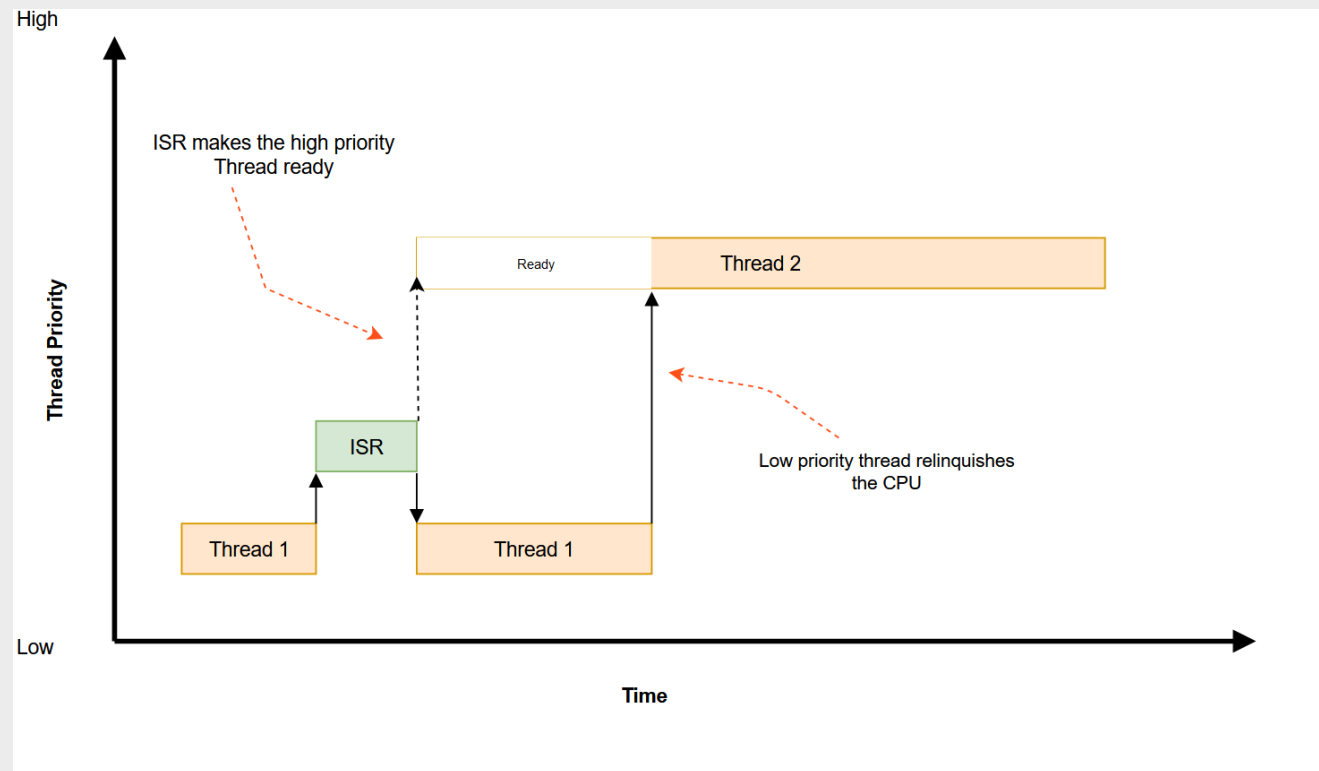 High
ISR makes the high priority
Thread ready
Ready
Thread 2
Thread Priority
ISR
Low priority thread relinquishes
the CPU
Thread 1
Thread 1
Low
Time